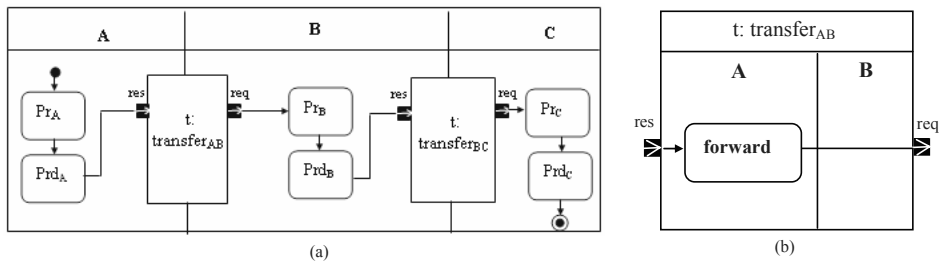 A B C
res req res req
Pr_A
Prd_A
t:
transfer_AB
Pr_B
Prd_B
t:
transfer_BC
Pr_C
Prd_C
(a)
t: transfer_AB
A B
res req
forward
(b)